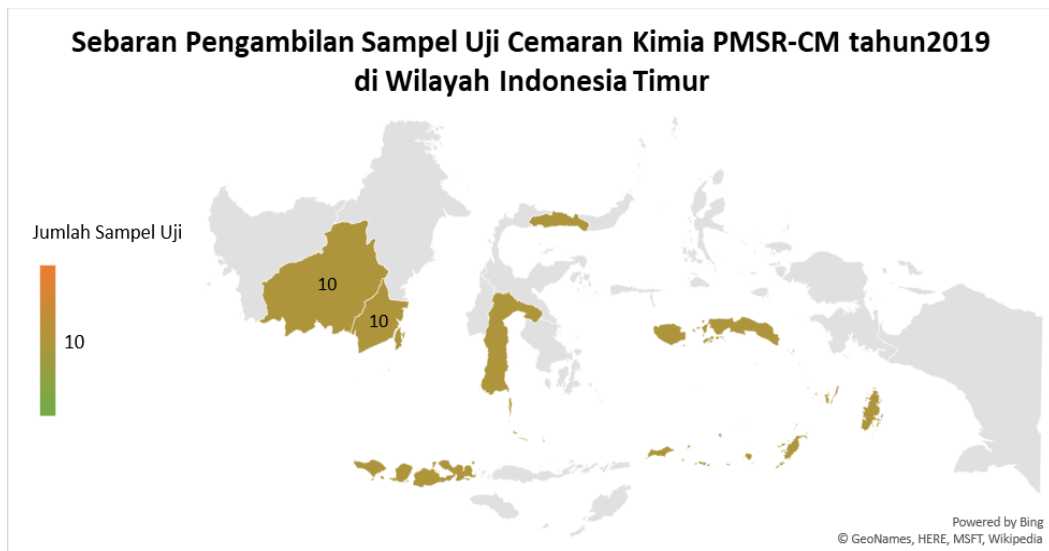 Sebaran Pengambilan Sampel Uji Cemaran Kimia PMSR-CM tahun2019
di Wilayah Indonesia Timur
Jumlah Sampel Uji
10
10
10
Powered by Bing
© GeoNames, HERE, MSFT, Wikipedia